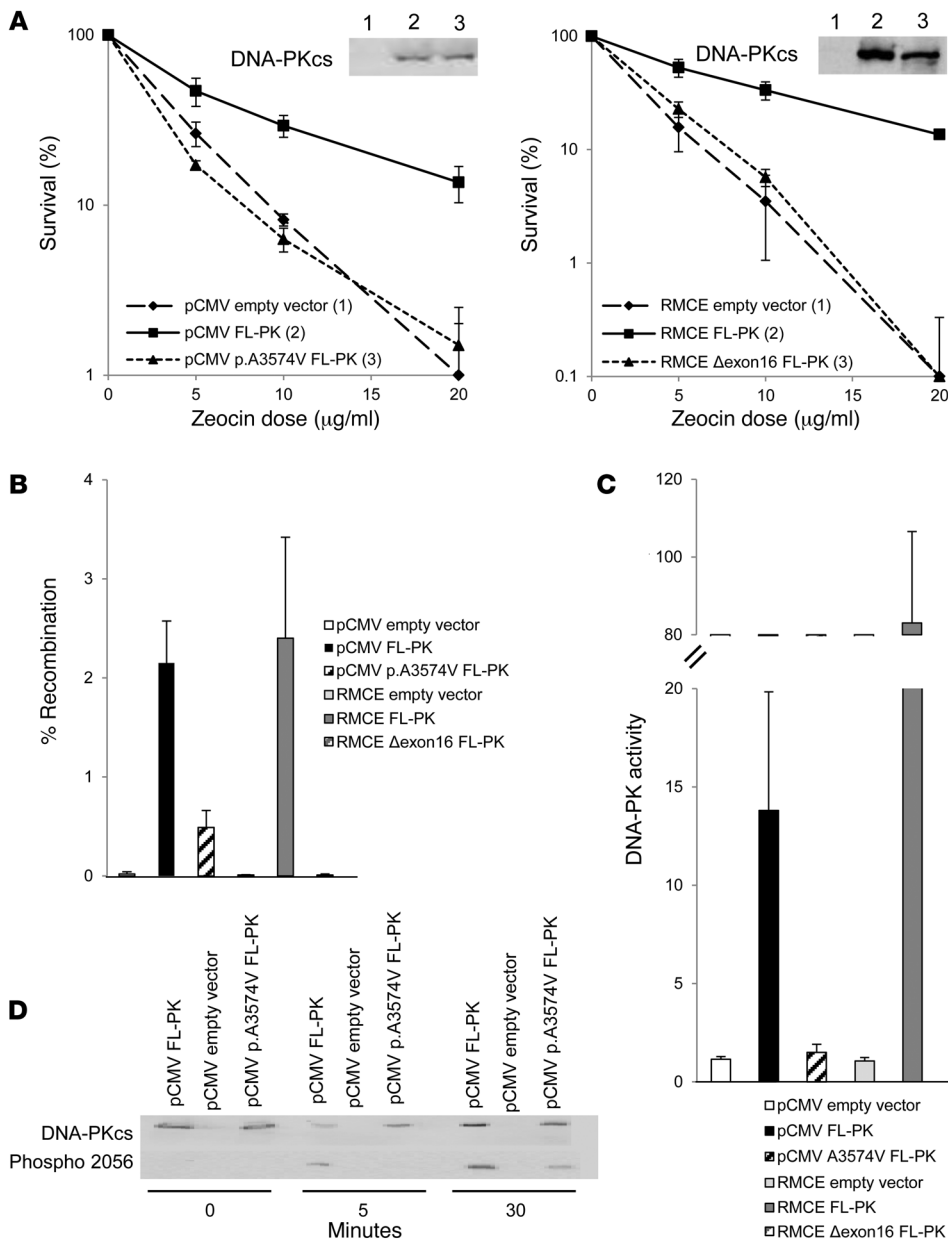 A
1 2 3
DNA-PKcs
100
10
1
Survival (%)
pCMV empty vector (1)
pCMV FL-PK (2)
pCMV p.A3574V FL-PK (3)
0 5 10 15 20
Zeocin dose (μg/ml)
1 2 3
DNA-PKcs
100
10
1
0.1
Survival (%)
RMCE empty vector (1)
RMCE FL-PK (2)
RMCE Δexon16 FL-PK (3)
0 5 10 15 20
Zeocin dose (μg/ml)
B
4
3
2
1
0
% Recombination
pCMV empty vector
pCMV FL-PK
pCMV p.A3574V FL-PK
RMCE empty vector
RMCE FL-PK
RMCE Δexon16 FL-PK
C
120
100
80
20
15
10
5
0
DNA-PK activity
pCMV empty vector
pCMV FL-PK
pCMV A3574V FL-PK
RMCE empty vector
RMCE FL-PK
RMCE Δexon16 FL-PK
D
pCMV FL-PK
pCMV empty vector
pCMV p.A3574V FL-PK
pCMV FL-PK
pCMV empty vector
pCMV p.A3574V FL-PK
pCMV FL-PK
pCMV empty vector
pCMV p.A3574V FL-PK
DNA-PKcs
Phospho 2056
0 5 30
Minutes